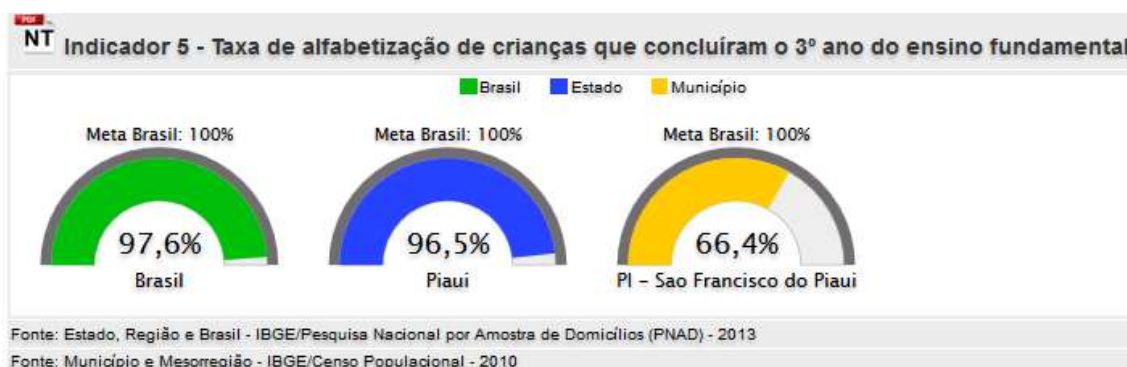 PDF
NT Indicador 5 - Taxa de alfabetização de crianças que concluíram o 3º ano do ensino fundamental
Brasil Estado Município
Meta Brasil: 100% Meta Brasil: 100% Meta Brasil: 100%
97,6% 96,5% 66,4%
Brasil Piaui PI - Sao Francisco do Piaui
Fonte: Estado, Região e Brasil - IBGE/Pesquisa Nacional por Amostra de Domicílios (PNAD) - 2013
Fonte: Município e Mesorregião - IBGE/Censo Populacional - 2010